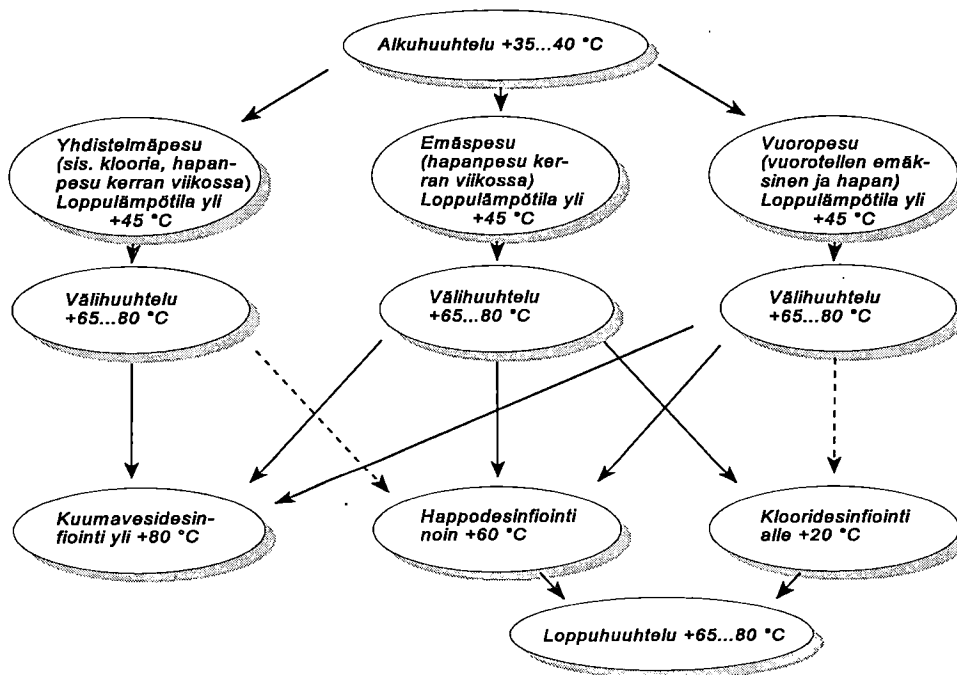 Alkuhuuhtelu +35...40 °C
Yhdistelmäpesu
(sis. klooria, hapan-
pesu kerran viikossa)
Loppulämpötila yli
+45 °C
Emäspesu
(hapanpesu ker-
ran viikossa)
Loppulämpötila yli
+45 °C
Vuoropesu
(vuorotellen emäk-
sinen ja hapan)
Loppulämpötila yli
+45 °C
Välihuuhtelu
+65...80 °C
Välihuuhtelu
+65...80 °C
Välihuuhtelu
+65...80 °C
Kuumavesidesin-
fiointi yli +80 °C
Happodesinfiointi
noin +60 °C
Klooridesinfiointi
alle +20 °C
Loppuhuuhtelu +65...80 °C